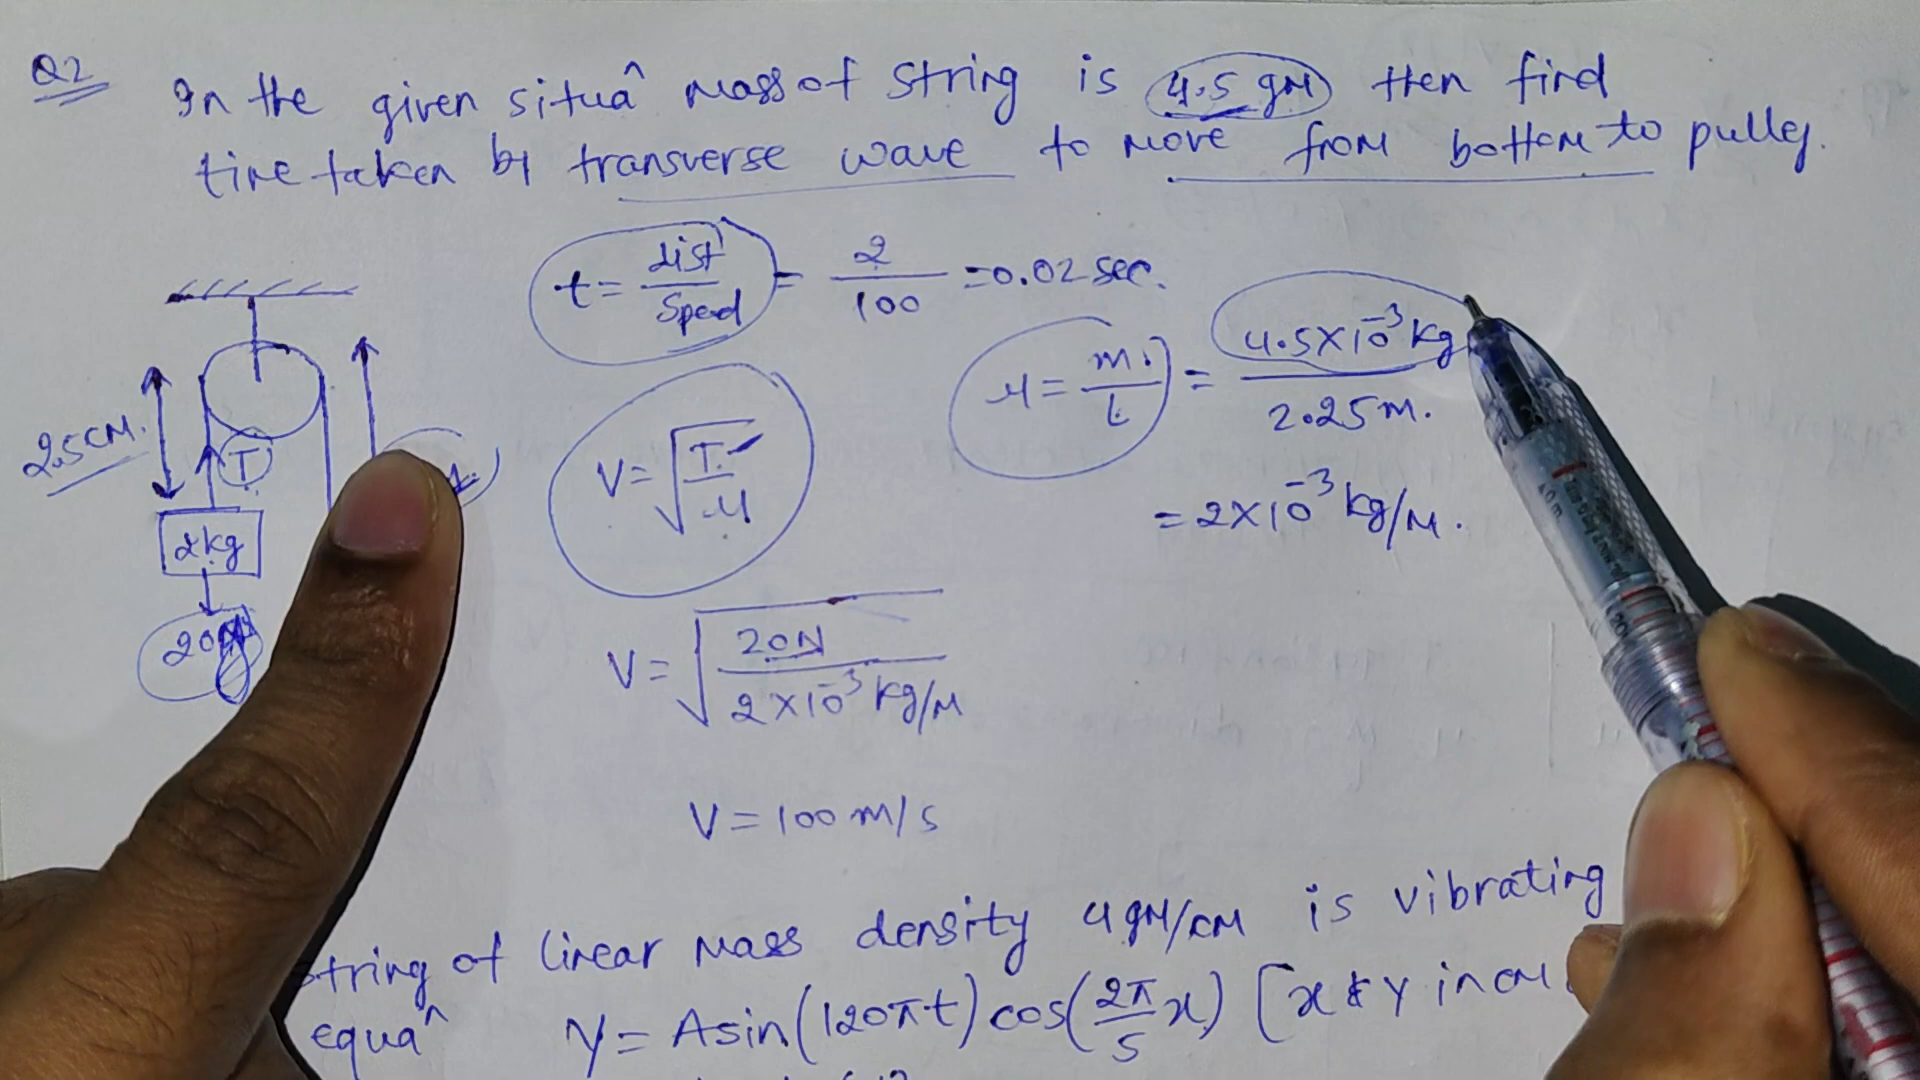 Q2
In the given situaⁿ mass of string is 4.5 gm then find
time taken by transverse wave to move from bottom to pulley.
t = dist/Speed = 2/100 = 0.02 sec.
μ = m/L = 4.5×10⁻³ kg/2.25 m.
= 2×10⁻³ kg/m.
25 cm.
T
2kg
20N
V = √(T/μ)
V = √(20N/2×10⁻³ kg/m)
V = 100 m/s
string of linear mass density 4 gm/cm is vibrating
equaⁿ y = A sin(120πt) cos(2π/5 x) [x & y in cm